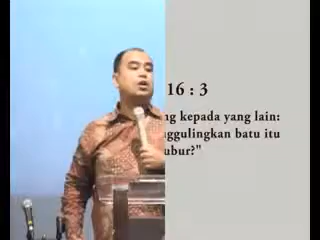 16 : 3
ng kepada yang lain:
nggulingkan batu itu
ubur?"